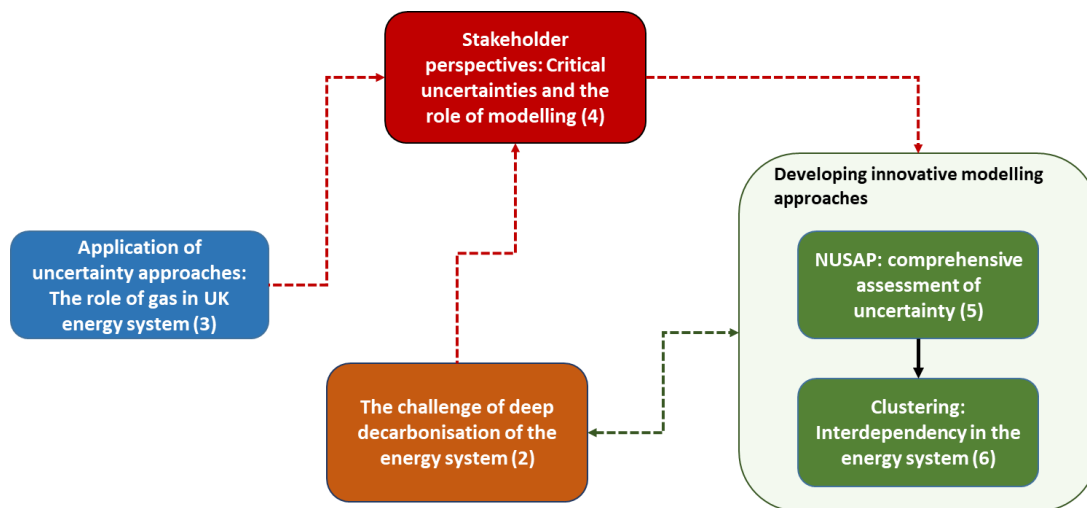 Stakeholder
perspectives: Critical
uncertainties and the
role of modelling (4)
Developing innovative modelling
approaches
Application of
uncertainty approaches:
The role of gas in UK
energy system (3)
NUSAP: comprehensive
assessment of
uncertainty (5)
The challenge of deep
decarbonisation of the
energy system (2)
Clustering:
Interdependency in the
energy system (6)